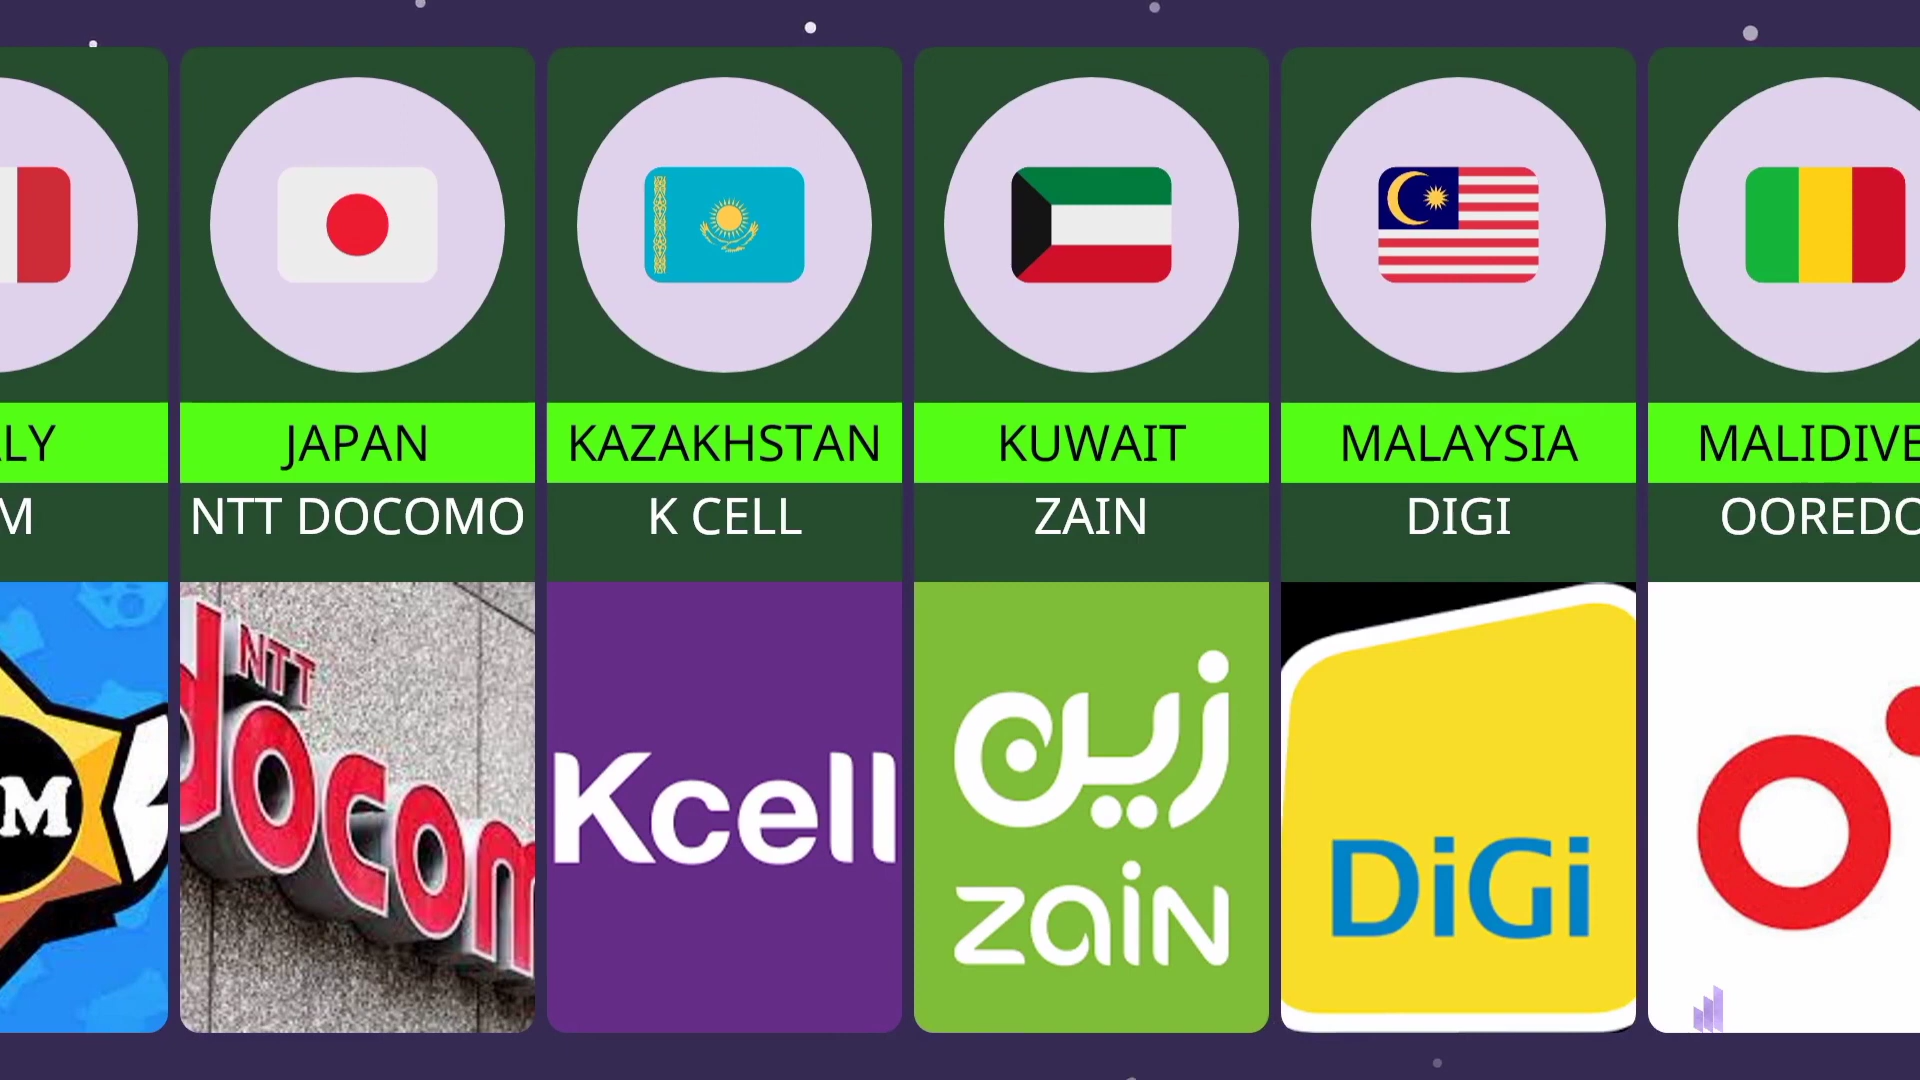 LY
M
M
JAPAN
NTT DOCOMO
NTT
docom
KAZAKHSTAN
K CELL
Kcell
KUWAIT
ZAIN
زين
zain
MALAYSIA
DIGI
DiGi
MALIDIVE
OOREDO